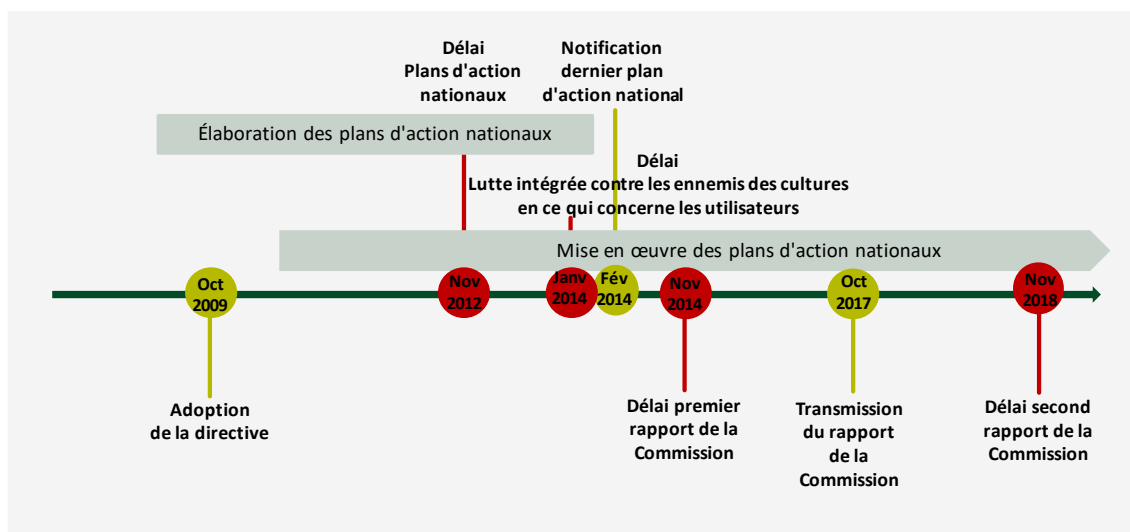 Délai
Plans d'action
nationaux
Notification
dernier plan
d'action national
Élaboration des plans d'action nationaux
Délai
Lutte intégrée contre les ennemis des cultures
en ce qui concerne les utilisateurs
Mise en œuvre des plans d'action nationaux
Oct
2009
Nov
2012
Janv
2014
Fév
2014
Nov
2014
Oct
2017
Nov
2018
Adoption
de la directive
Délai premier
rapport de la
Commission
Transmission
du rapport
de la
Commission
Délai second
rapport de la
Commission